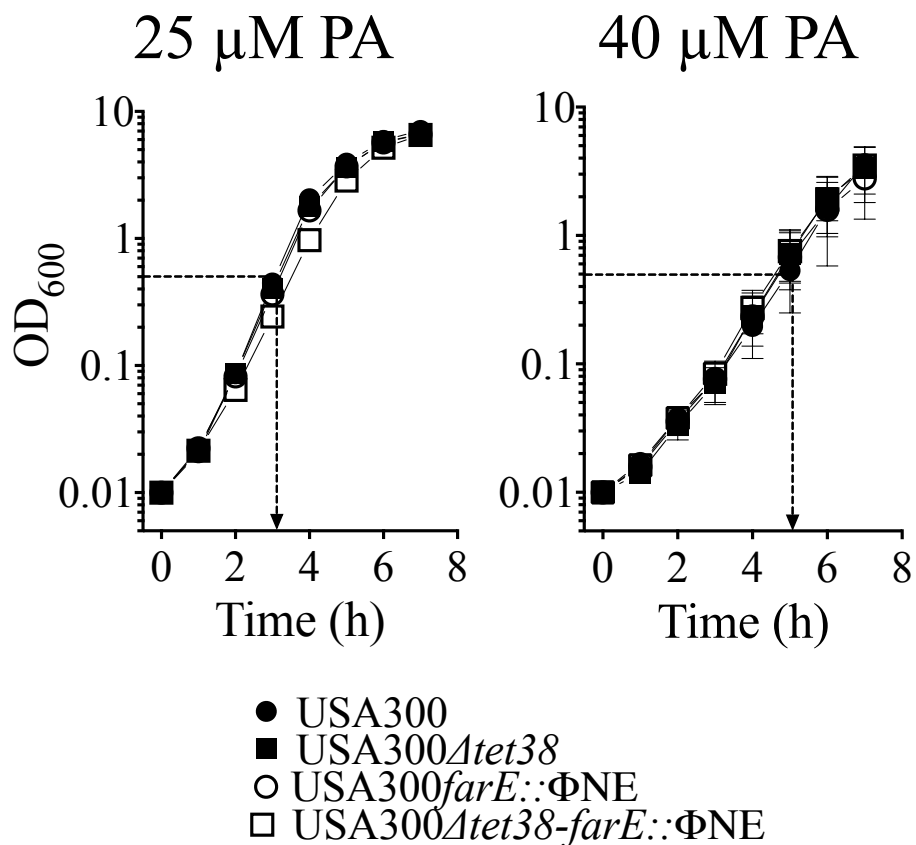 25 μM PA
40 μM PA
OD600
10
1
0.1
0.01
0 2 4 6 8
Time (h)
10
1
0.1
0.01
0 2 4 6 8
Time (h)
USA300
USA300Δtet38
USA300farE::ΦNE
USA300Δtet38-farE::ΦNE